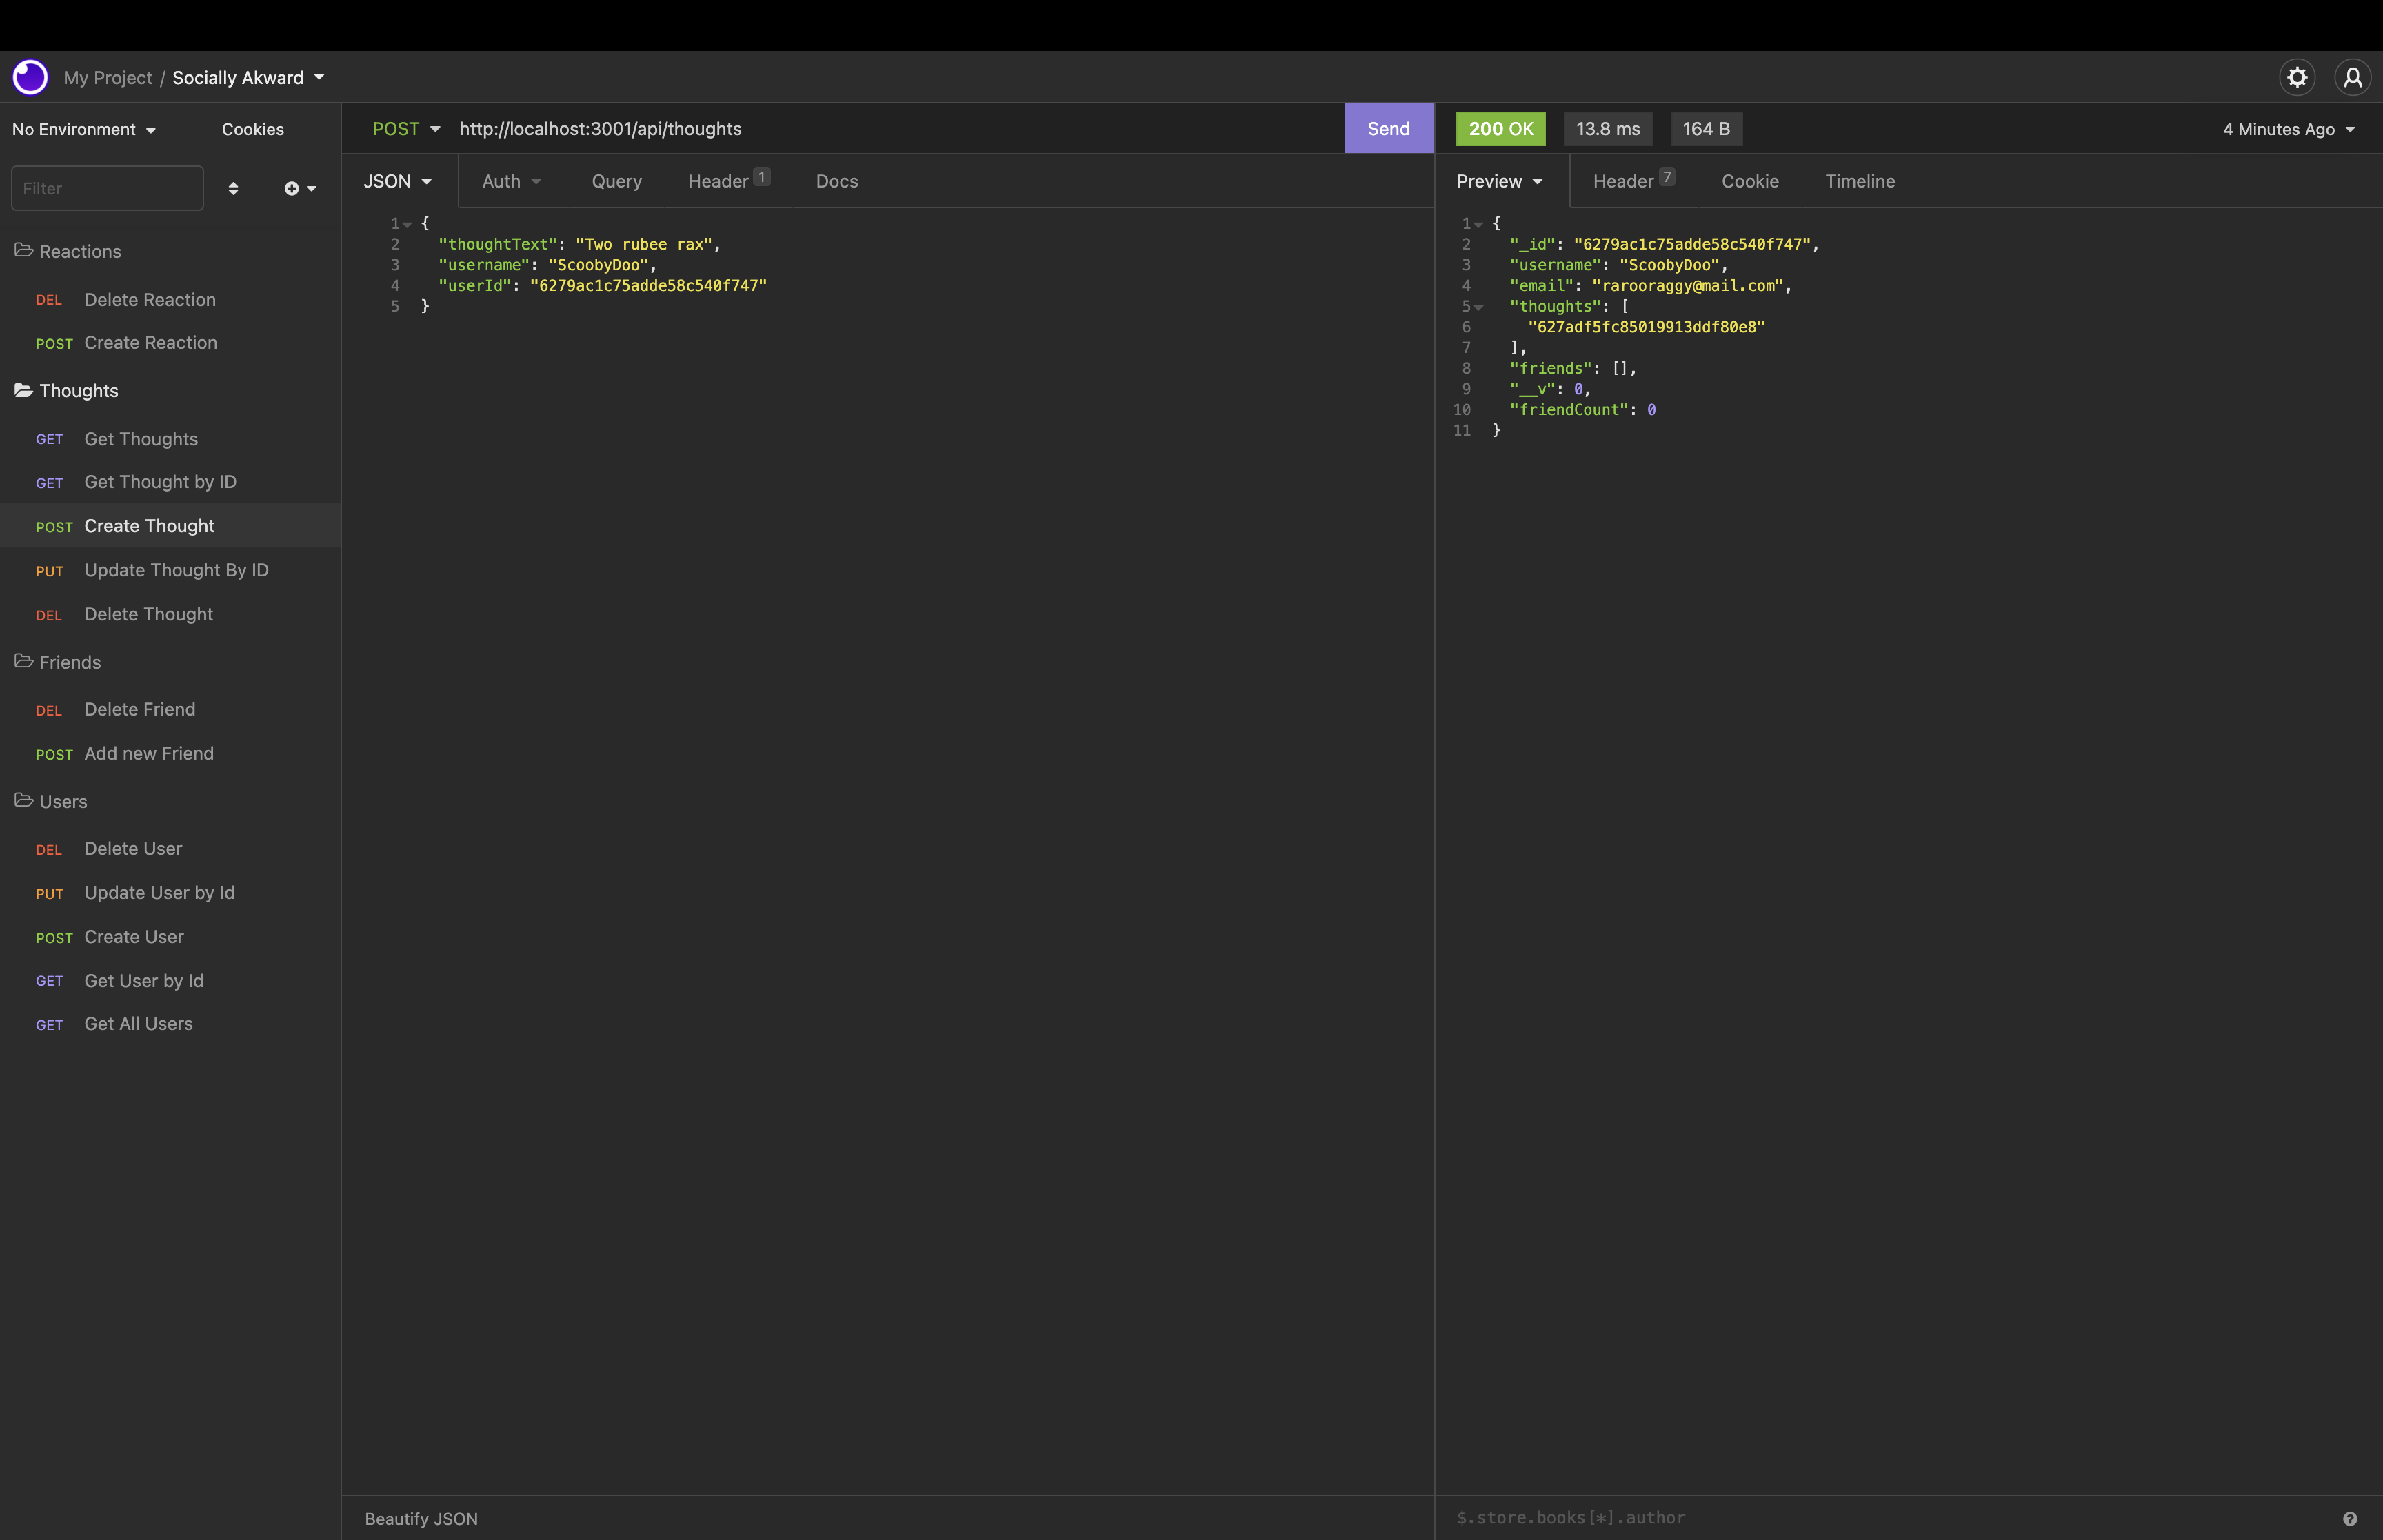 My Project / Socially Akward
No Environment
Cookies
Filter
Reactions
DEL Delete Reaction
POST Create Reaction
Thoughts
GET Get Thoughts
GET Get Thought by ID
POST Create Thought
PUT Update Thought By ID
DEL Delete Thought
Friends
DEL Delete Friend
POST Add new Friend
Users
DEL Delete User
PUT Update User by Id
POST Create User
GET Get User by Id
GET Get All Users
POST http://localhost:3001/api/thoughts Send
JSON Auth Query Header 1 Docs
1 {
2 "thoughtText": "Two rubee rax",
3 "username": "ScoobyDoo",
4 "userId": "6279ac1c75adde58c540f747"
5 }
Beautify JSON
200 OK 13.8 ms 164 B 4 Minutes Ago
Preview Header 7 Cookie Timeline
1 {
2 "_id": "6279ac1c75adde58c540f747",
3 "username": "ScoobyDoo",
4 "email": "rarooraggy@mail.com",
5 "thoughts": [
6 "627adf5fc85019913ddf80e8"
7 ],
8 "friends": [],
9 "__v": 0,
10 "friendCount": 0
11 }
$.store.books[*].author